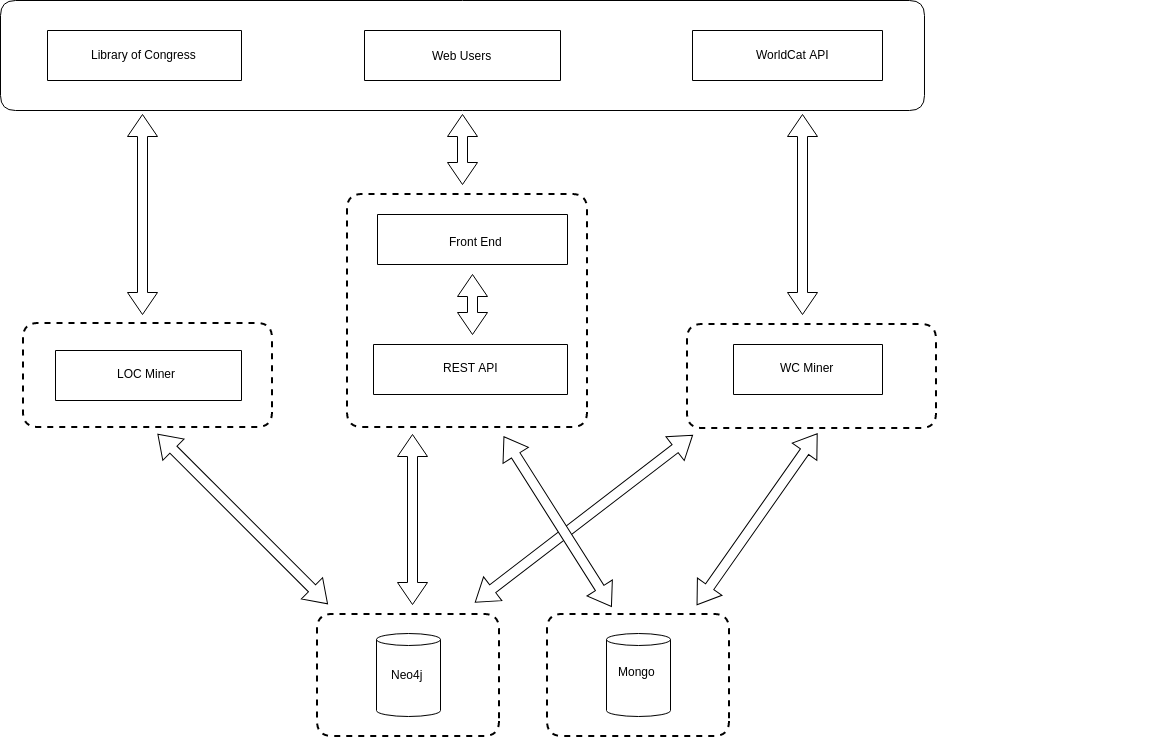 Library of Congress
Web Users
WorldCat API
Front End
REST API
LOC Miner
WC Miner
Neo4j
Mongo